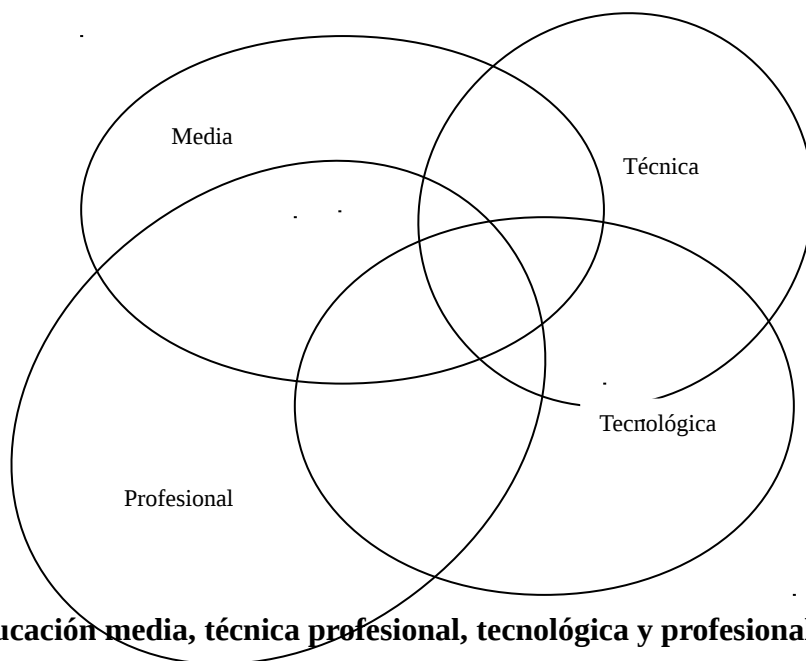 Media
Técnica
Tecnológica
Profesional
ucación media, técnica profesional, tecnológica y profesional